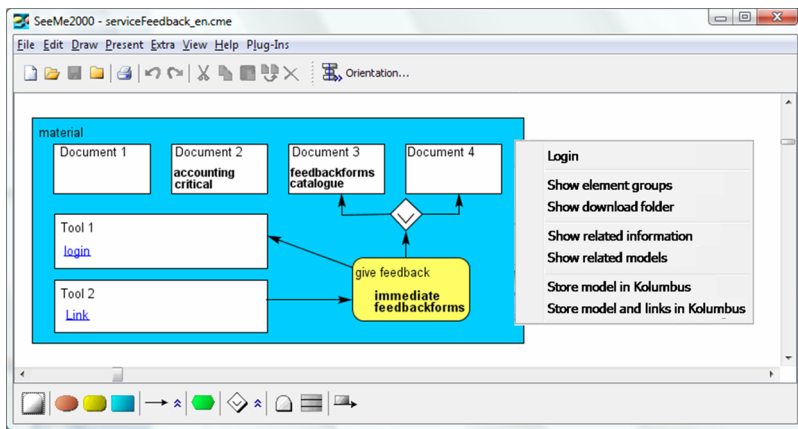 SeeMe2000 - serviceFeedback_en.cme
File Edit Draw Present Extra View Help Plug-Ins
Orientation...
material
Document 1
Document 2
accounting
critical
Document 3
feedbackforms
catalogue
Document 4
Tool 1
login
Tool 2
Link
give feedback
immediate
feedbackforms
Login
Show element groups
Show download folder
Show related information
Show related models
Store model in Kolumbus
Store model and links in Kolumbus